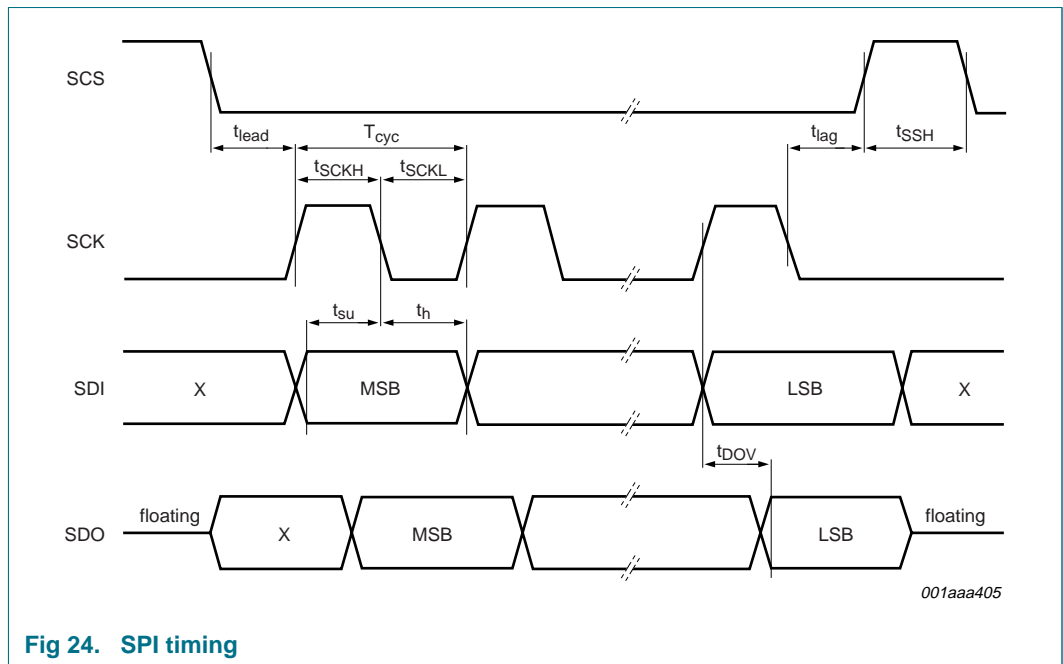 SCS
tlead
Tcyc
tlag
tSSH
tSCKH
tSCKL
SCK
tsu
th
SDI
X
MSB
LSB
X
tDOV
SDO
floating
X
MSB
LSB
floating
001aaa405
Fig 24. SPI timing